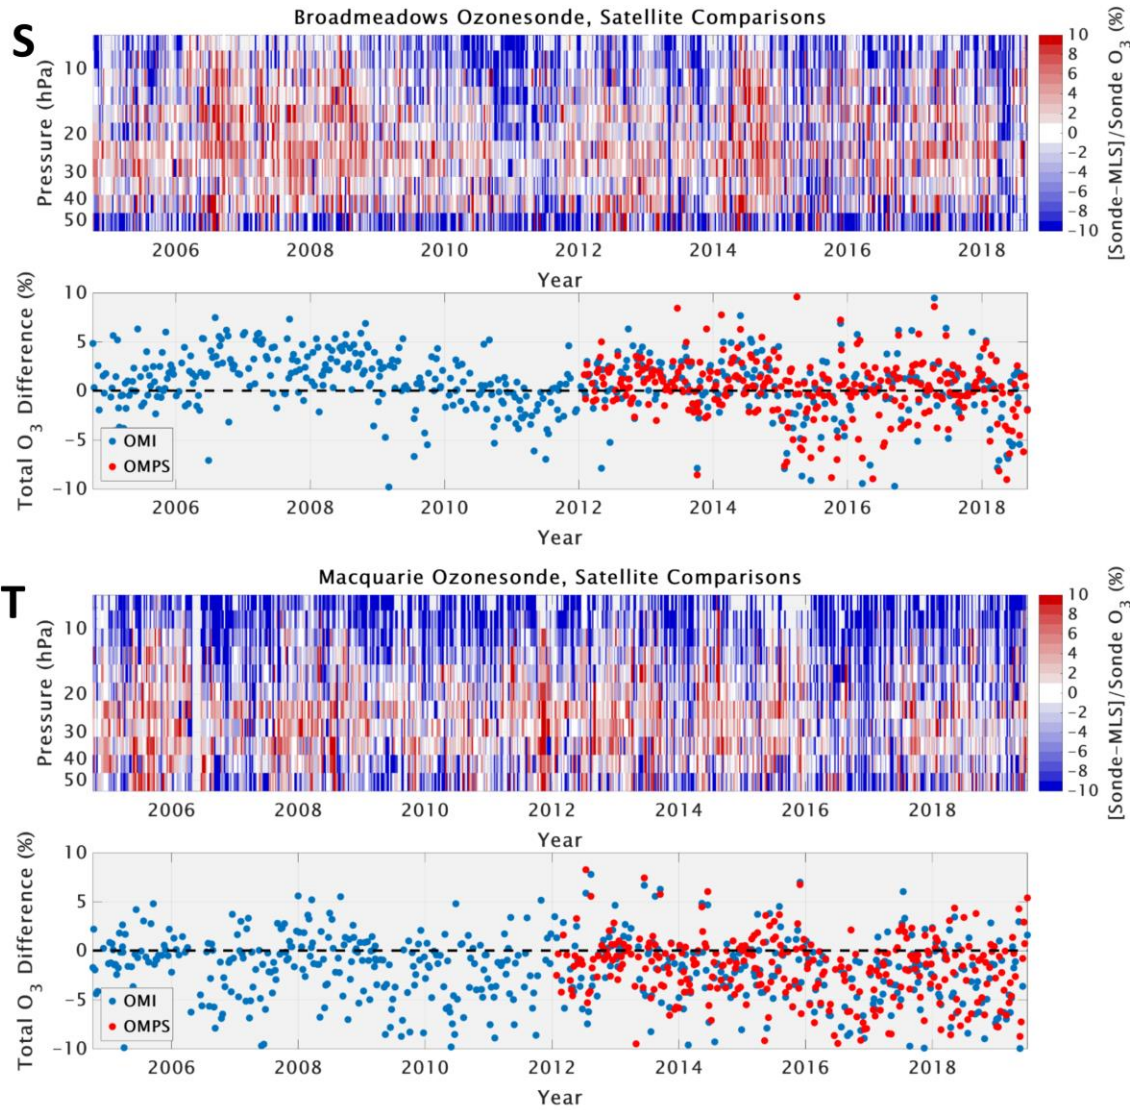 S
Broadmeadows Ozonesonde, Satellite Comparisons
Pressure (hPa)
10
20
30
40
50
2006 2008 2010 2012 2014 2016 2018
Year
[Sonde-MLS]/Sonde O3 (%)
10
8
6
4
2
0
-2
-4
-6
-8
-10
Total O3 Difference (%)
10
5
0
-5
-10
OMI
OMPS
2006 2008 2010 2012 2014 2016 2018
Year
T
Macquarie Ozonesonde, Satellite Comparisons
Pressure (hPa)
10
20
30
40
50
2006 2008 2010 2012 2014 2016 2018
Year
[Sonde-MLS]/Sonde O3 (%)
10
8
6
4
2
0
-2
-4
-6
-8
-10
Total O3 Difference (%)
10
5
0
-5
-10
OMI
OMPS
2006 2008 2010 2012 2014 2016 2018
Year